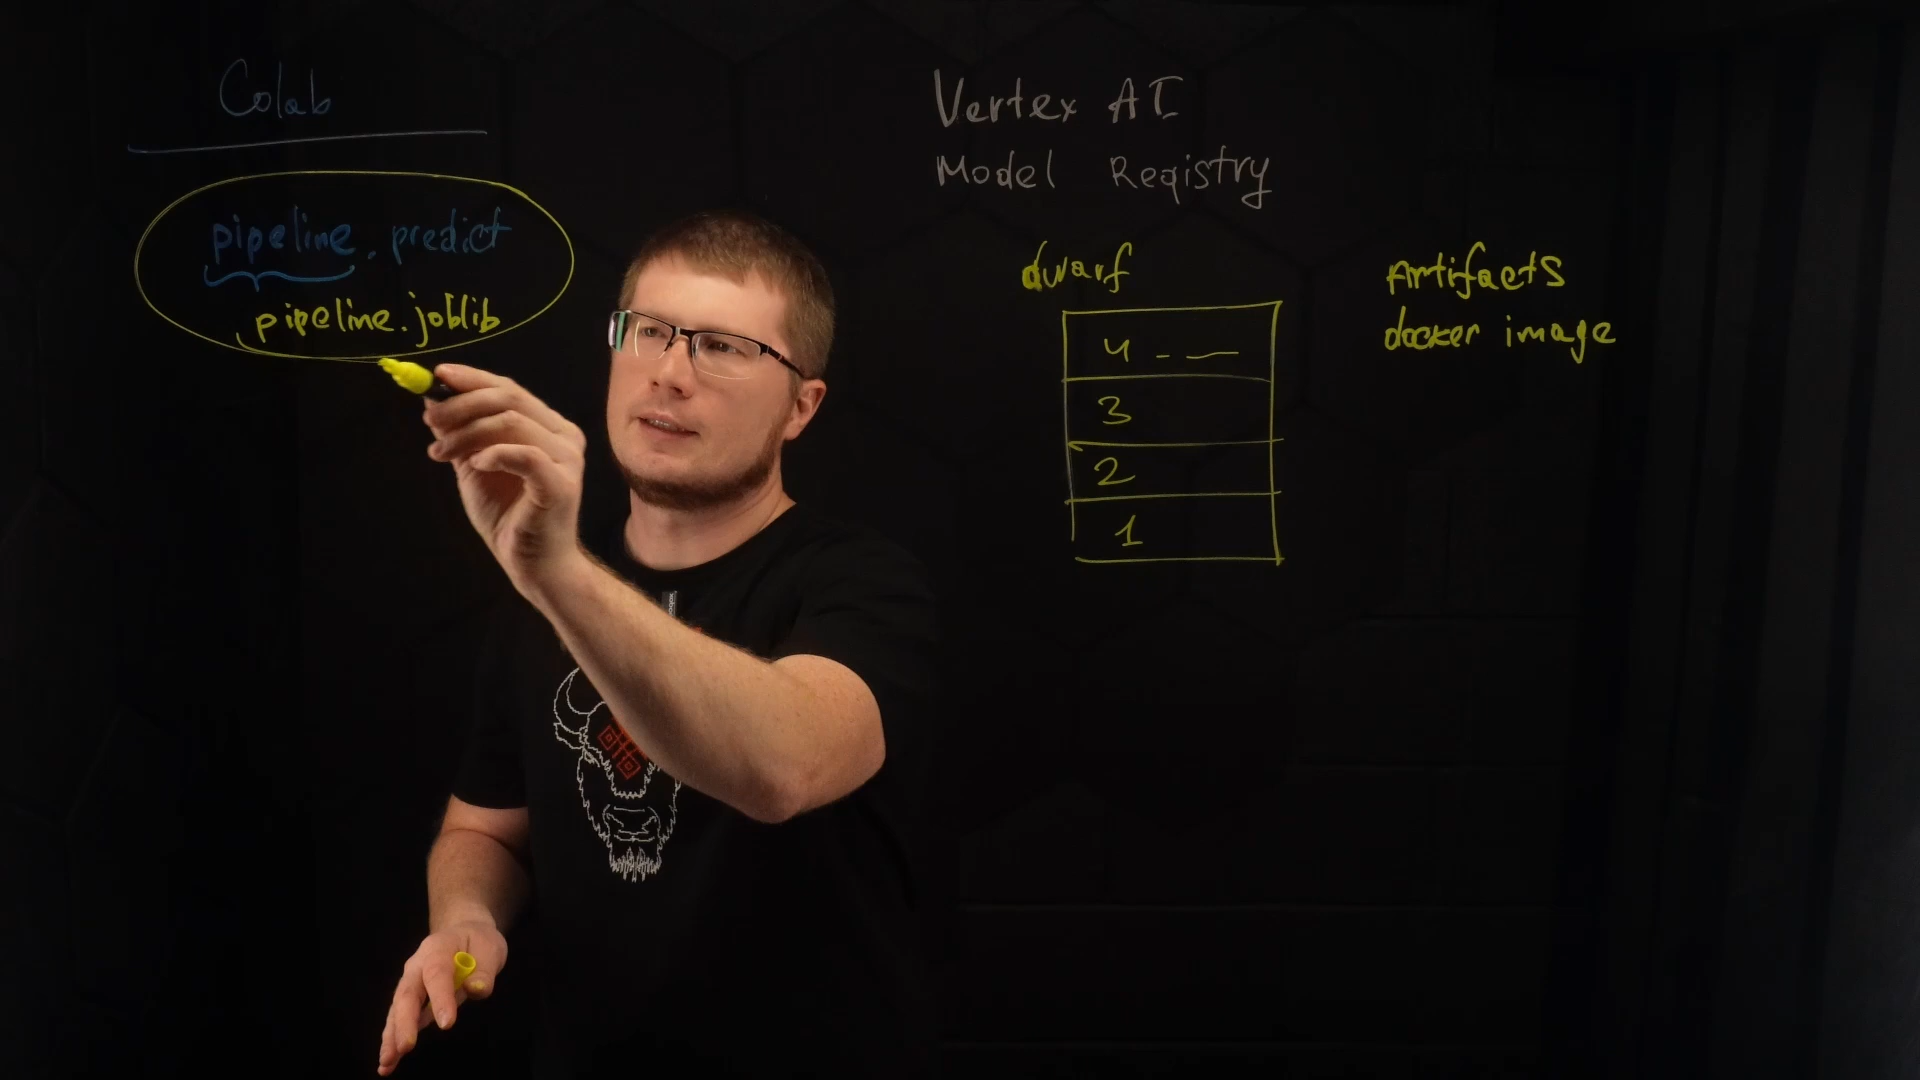 Colab
pipeline.predict
pipeline.joblib
Vertex AI
Model Registry
dwarf
4 - —
3
2
1
Artifacts
docker image